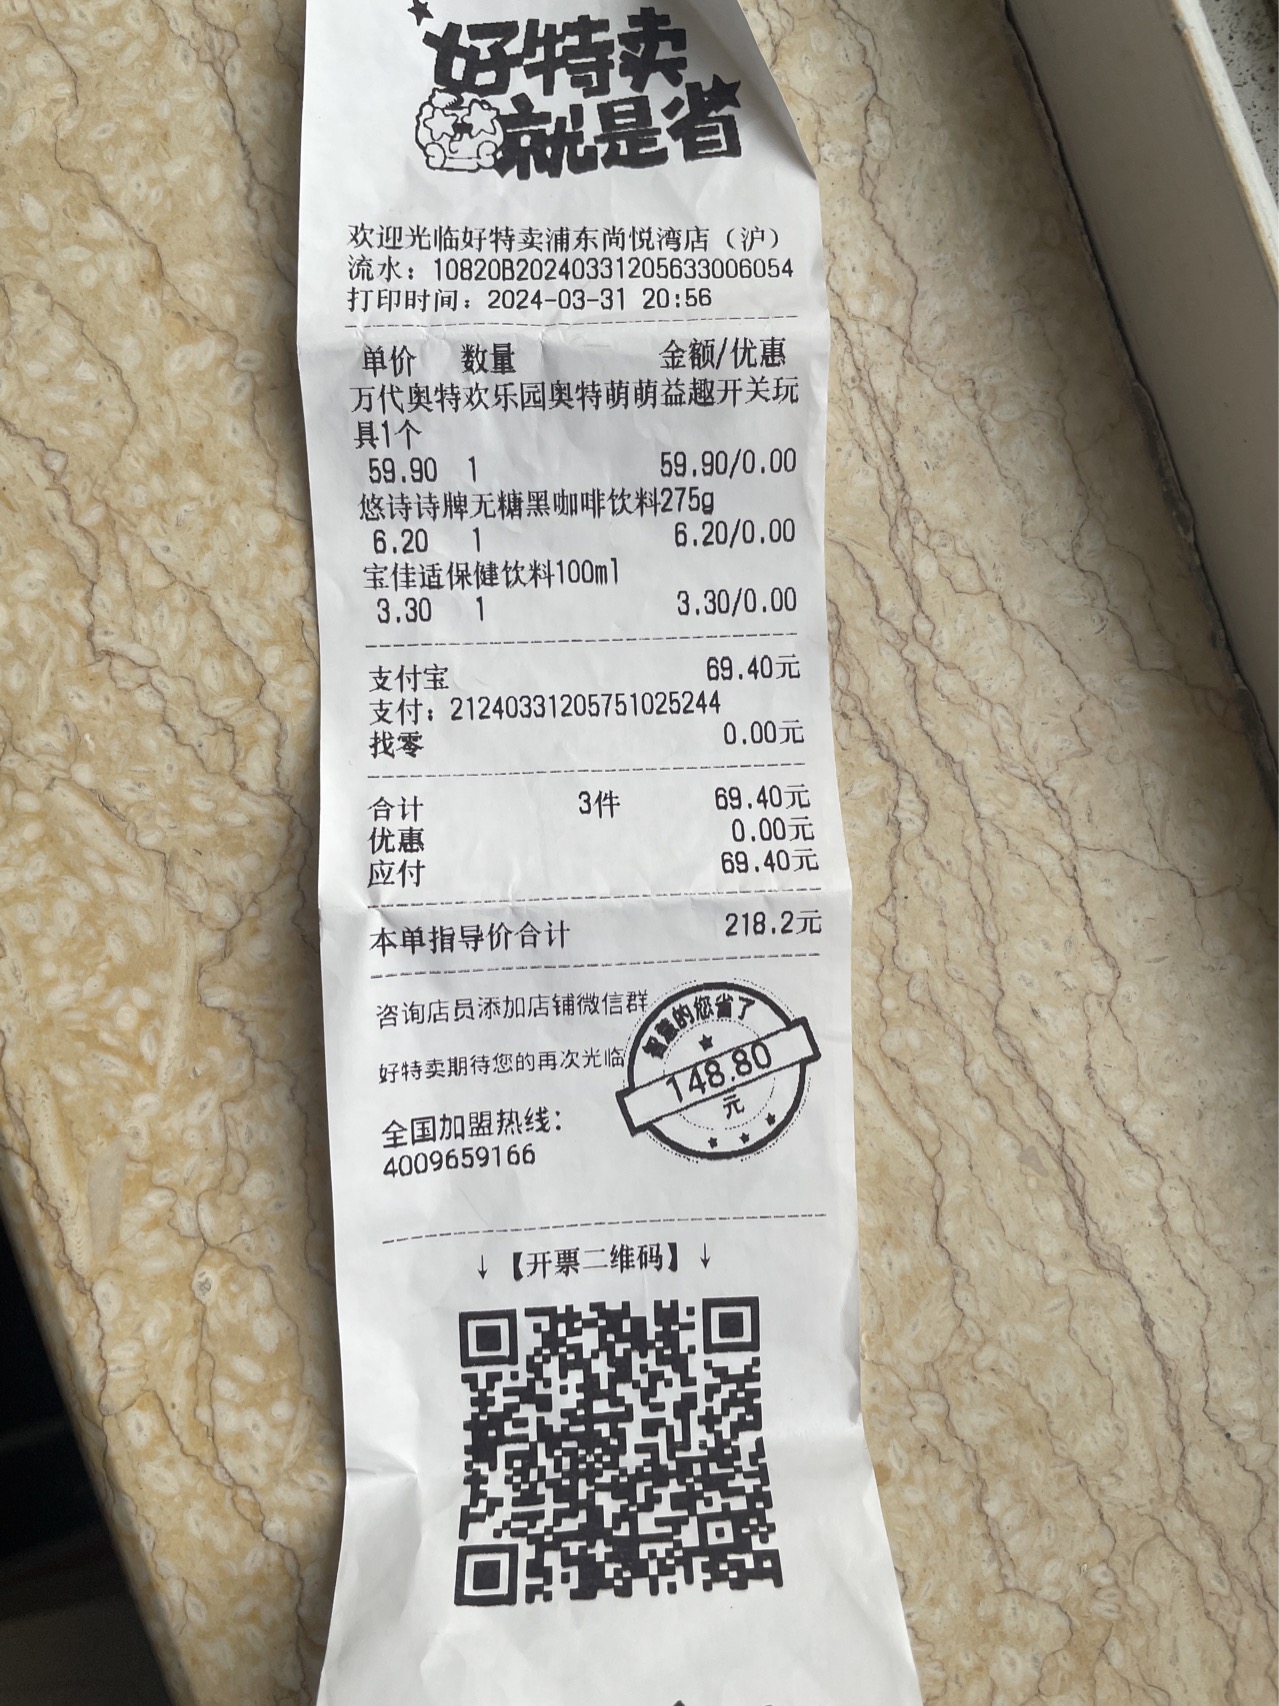 好特卖
就是省
欢迎光临好特卖浦东尚悦湾店（沪）
流水：10820B20240331205633006054
打印时间：2024-03-31 20:56
单价 数量 金额/优惠
万代奥特欢乐园奥特萌萌益趣开关玩
具1个
59.90 1 59.90/0.00
悠诗诗牌无糖黑咖啡饮料275g
6.20 1 6.20/0.00
宝佳适保健饮料100ml
3.30 1 3.30/0.00
支付宝 69.40元
支付：21240331205751025244
找零 0.00元
合计 3件 69.40元
优惠 0.00元
应付 69.40元
本单指导价合计 218.2元
咨询店员添加店铺微信群
智慧的您省了
148.80
元
好特卖期待您的再次光临
全国加盟热线：
4009659166
↓【开票二维码】↓